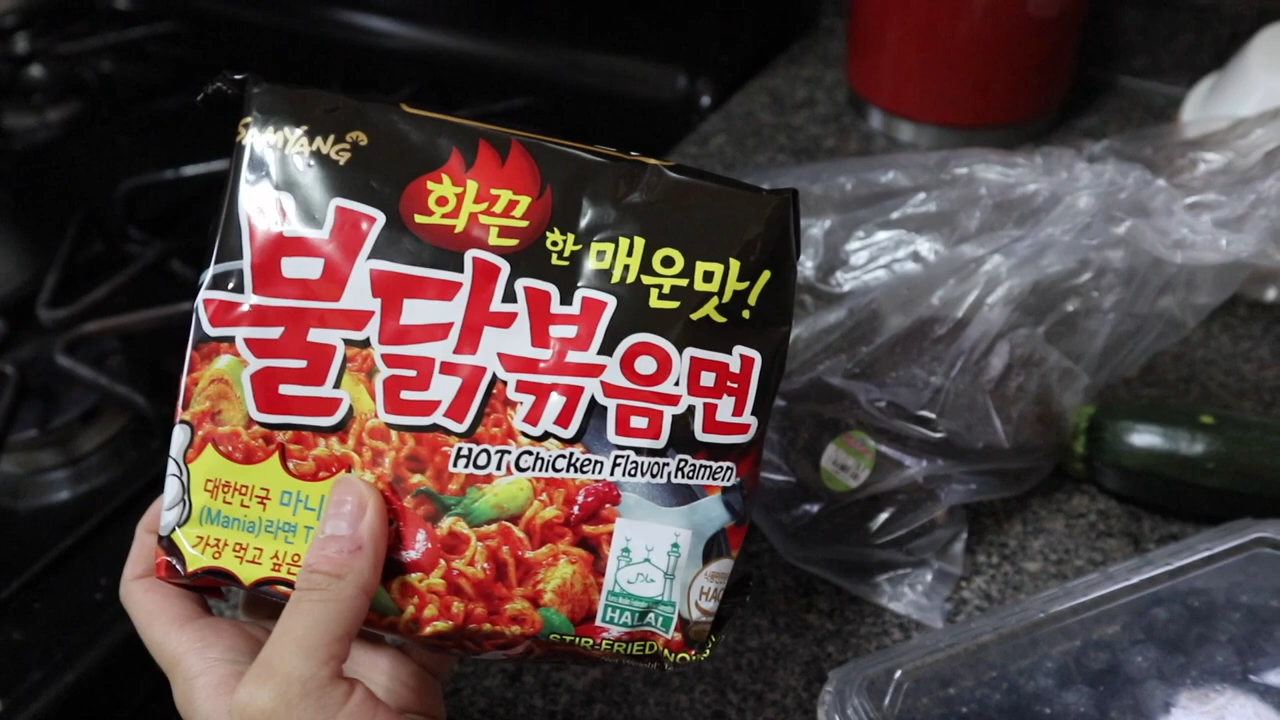 SAMYANG
화끈한 매운맛!
불닭볶음면
HOT Chicken Flavor Ramen
대한민국 마니
(Mania)라면 T
가장 먹고 싶은
حلال
HALAL
STIR-FRIED